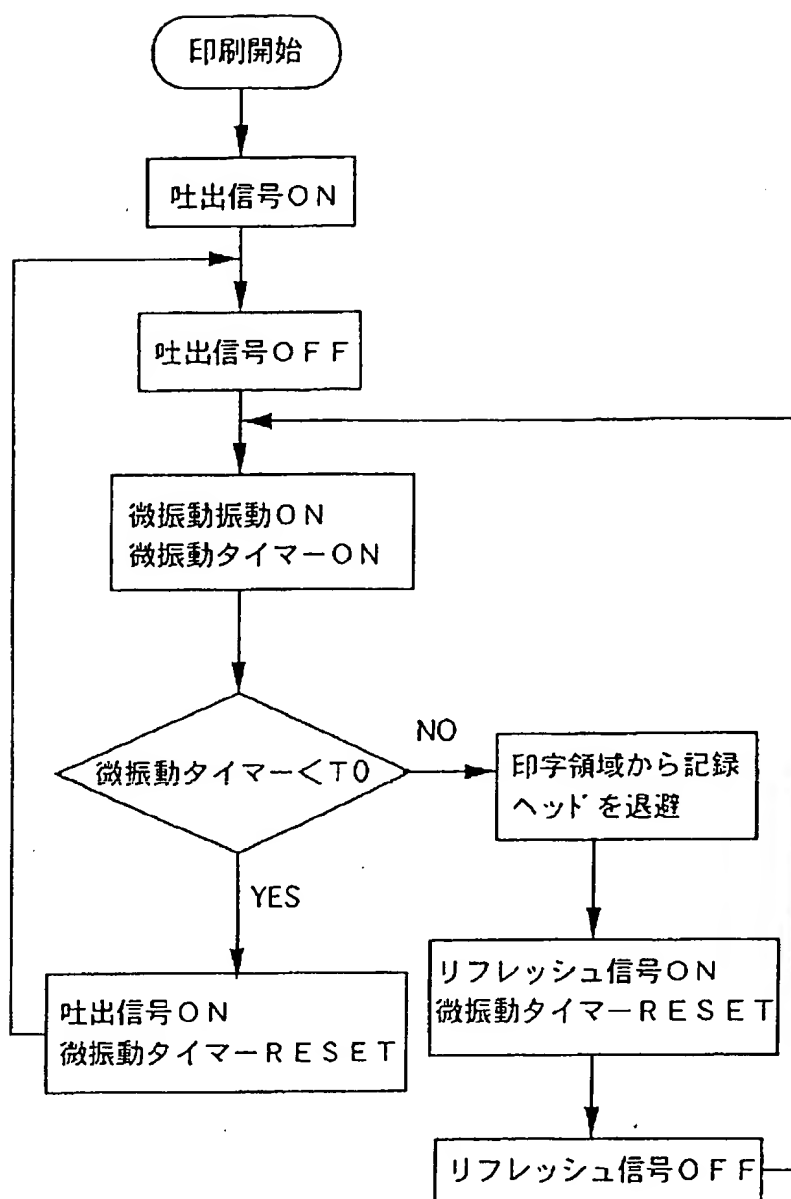 印刷開始
吐出信号ON
吐出信号OFF
微振動振動ON
微振動タイマーON
微振動タイマー<T0
NO
印字領域から記録
ヘッドを退避
YES
リフレッシュ信号ON
微振動タイマーRESET
吐出信号ON
微振動タイマーRESET
リフレッシュ信号OFF